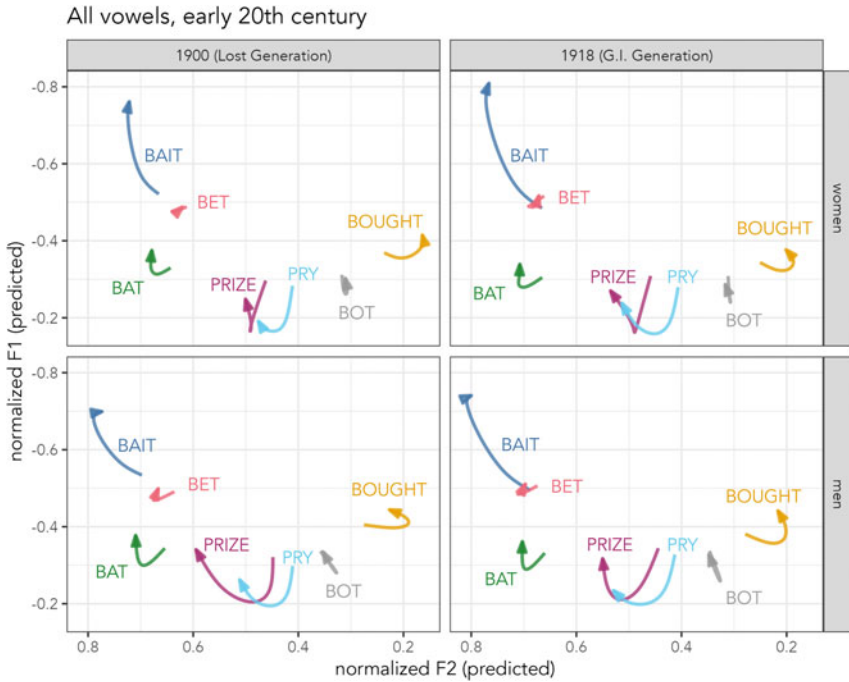 All vowels, early 20th century
1900 (Lost Generation)
1918 (G.I. Generation)
-0.8
-0.6
-0.4
-0.2
BAIT
BET
BOUGHT
BAT
PRIZE
PRY
BOT
BAIT
BET
BOUGHT
BAT
PRIZE
PRY
BOT
women
normalized F1 (predicted)
-0.8
-0.6
-0.4
-0.2
BAIT
BET
BOUGHT
BAT
PRIZE
PRY
BOT
BAIT
BET
BOUGHT
BAT
PRIZE
PRY
BOT
men
0.8 0.6 0.4 0.2
0.8 0.6 0.4 0.2
normalized F2 (predicted)